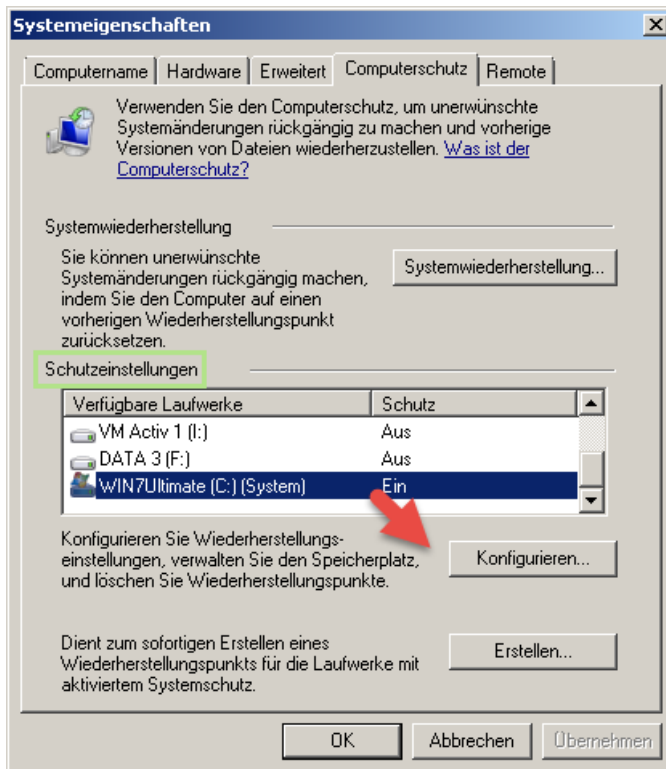 Systemeigenschaften
Computername Hardware Erweitert Computerschutz Remote
Verwenden Sie den Computerschutz, um unerwünschte
Systemänderungen rückgängig zu machen und vorherige
Versionen von Dateien wiederherzustellen. Was ist der
Computerschutz?
Systemwiederherstellung
Sie können unerwünschte
Systemänderungen rückgängig machen,
indem Sie den Computer auf einen
vorherigen Wiederherstellungspunkt
zurücksetzen.
Systemwiederherstellung...
Schutzeinstellungen
Verfügbare Laufwerke Schutz
VM Activ 1 (I:) Aus
DATA 3 (F:) Aus
WIN7Ultimate (C:) (System) Ein
Konfigurieren Sie Wiederherstellungs-
einstellungen, verwalten Sie den Speicherplatz,
und löschen Sie Wiederherstellungspunkte.
Konfigurieren...
Dient zum sofortigen Erstellen eines
Wiederherstellungspunkts für die Laufwerke mit
aktiviertem Systemschutz.
Erstellen...
OK Abbrechen Übernehmen